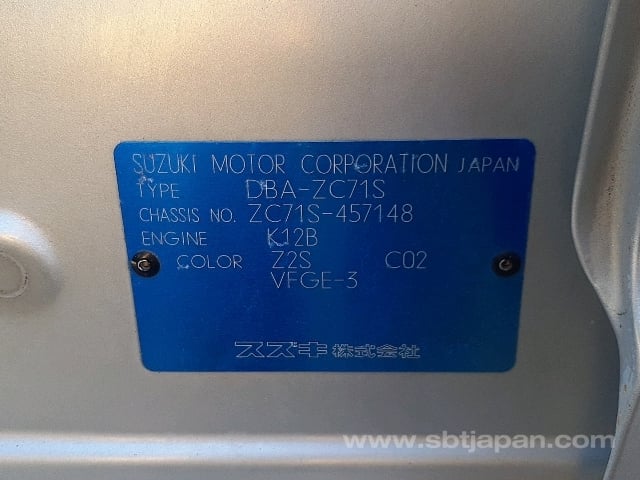 SUZUKI MOTOR CORPORATION JAPAN
TYPE DBA-ZC71S
CHASSIS NO. ZC71S-457148
ENGINE K12B
COLOR Z2S C02
VFGE-3
スズキ株式会社
www.sbtjapan.com